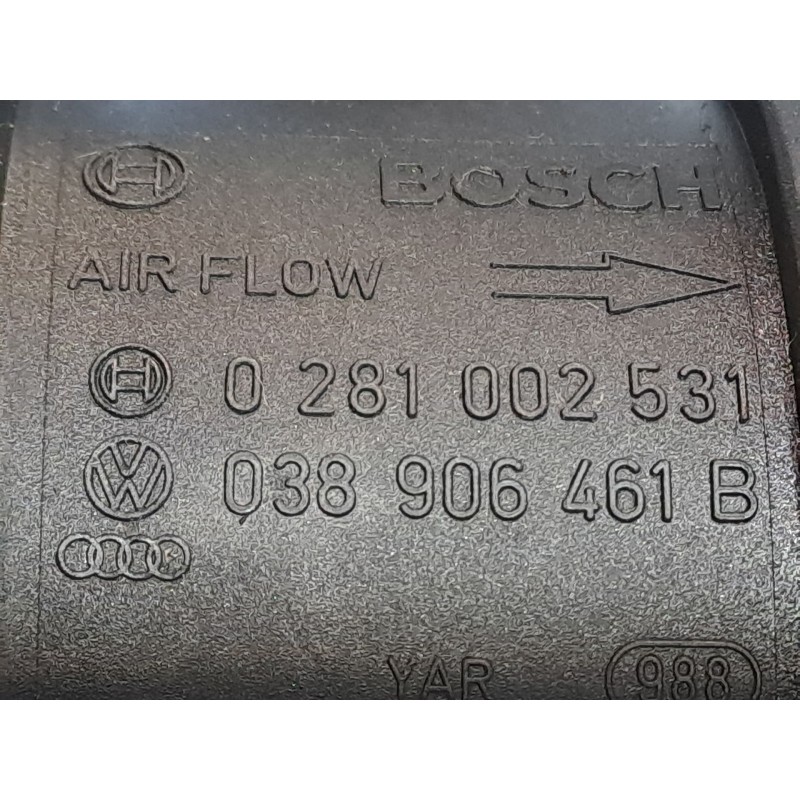 BOSCH
AIR FLOW
0 281 002 531
038 906 461 B
YAR 988